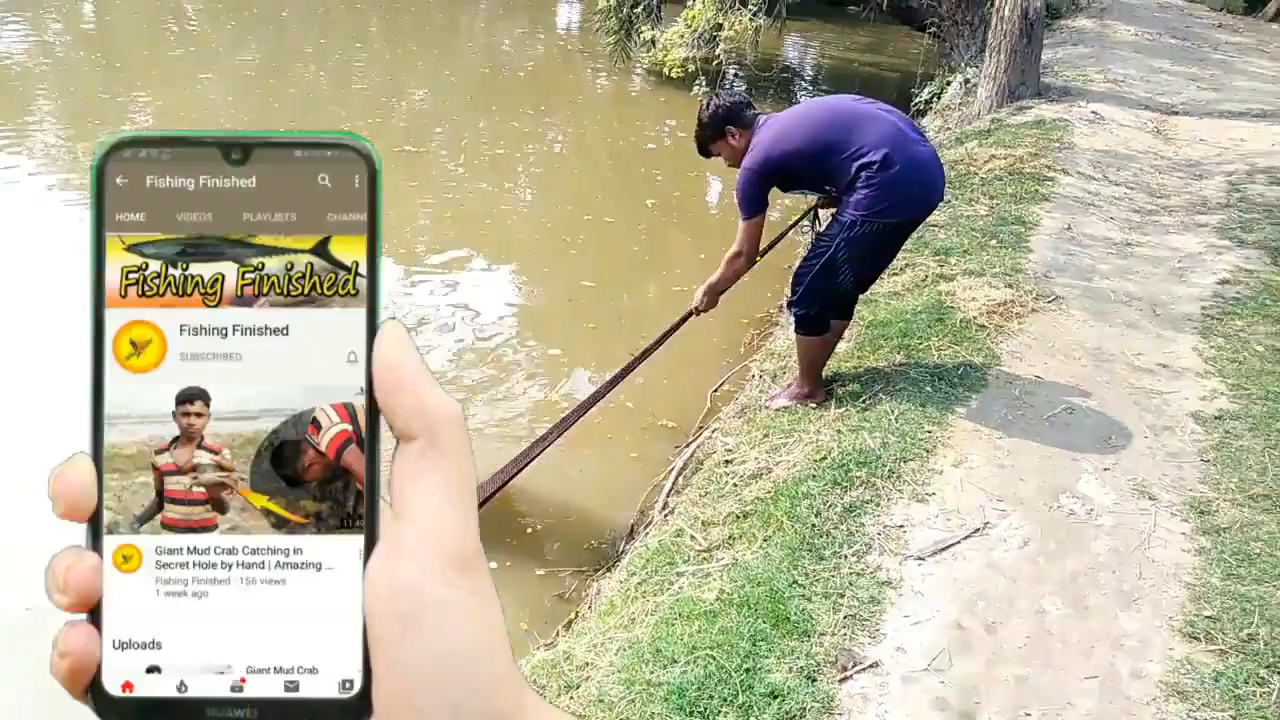 Fishing Finished
HOME VIDEOS PLAYLISTS CHANN
Fishing Finished
Fishing Finished
SUBSCRIBED
11:49
Giant Mud Crab Catching in
Secret Hole by Hand | Amazing ...
Fishing Finished · 156 views
1 week ago
Uploads
Giant Mud Crab
HUAWEI